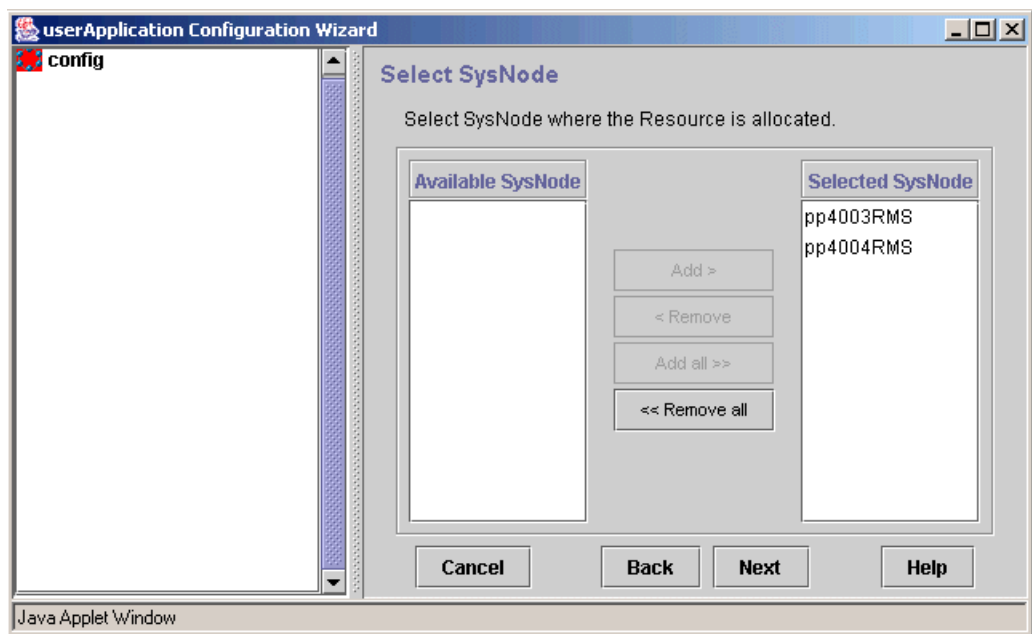 userApplication Configuration Wizard
config
Select SysNode
Select SysNode where the Resource is allocated.
Available SysNode
Selected SysNode
pp4003RMS
pp4004RMS
Add >
< Remove
Add all >>
<< Remove all
Cancel
Back
Next
Help
Java Applet Window